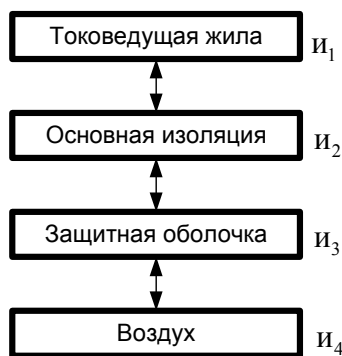 Токоведущая жила и1
Основная изоляция и2
Защитная оболочка и3
Воздух и4